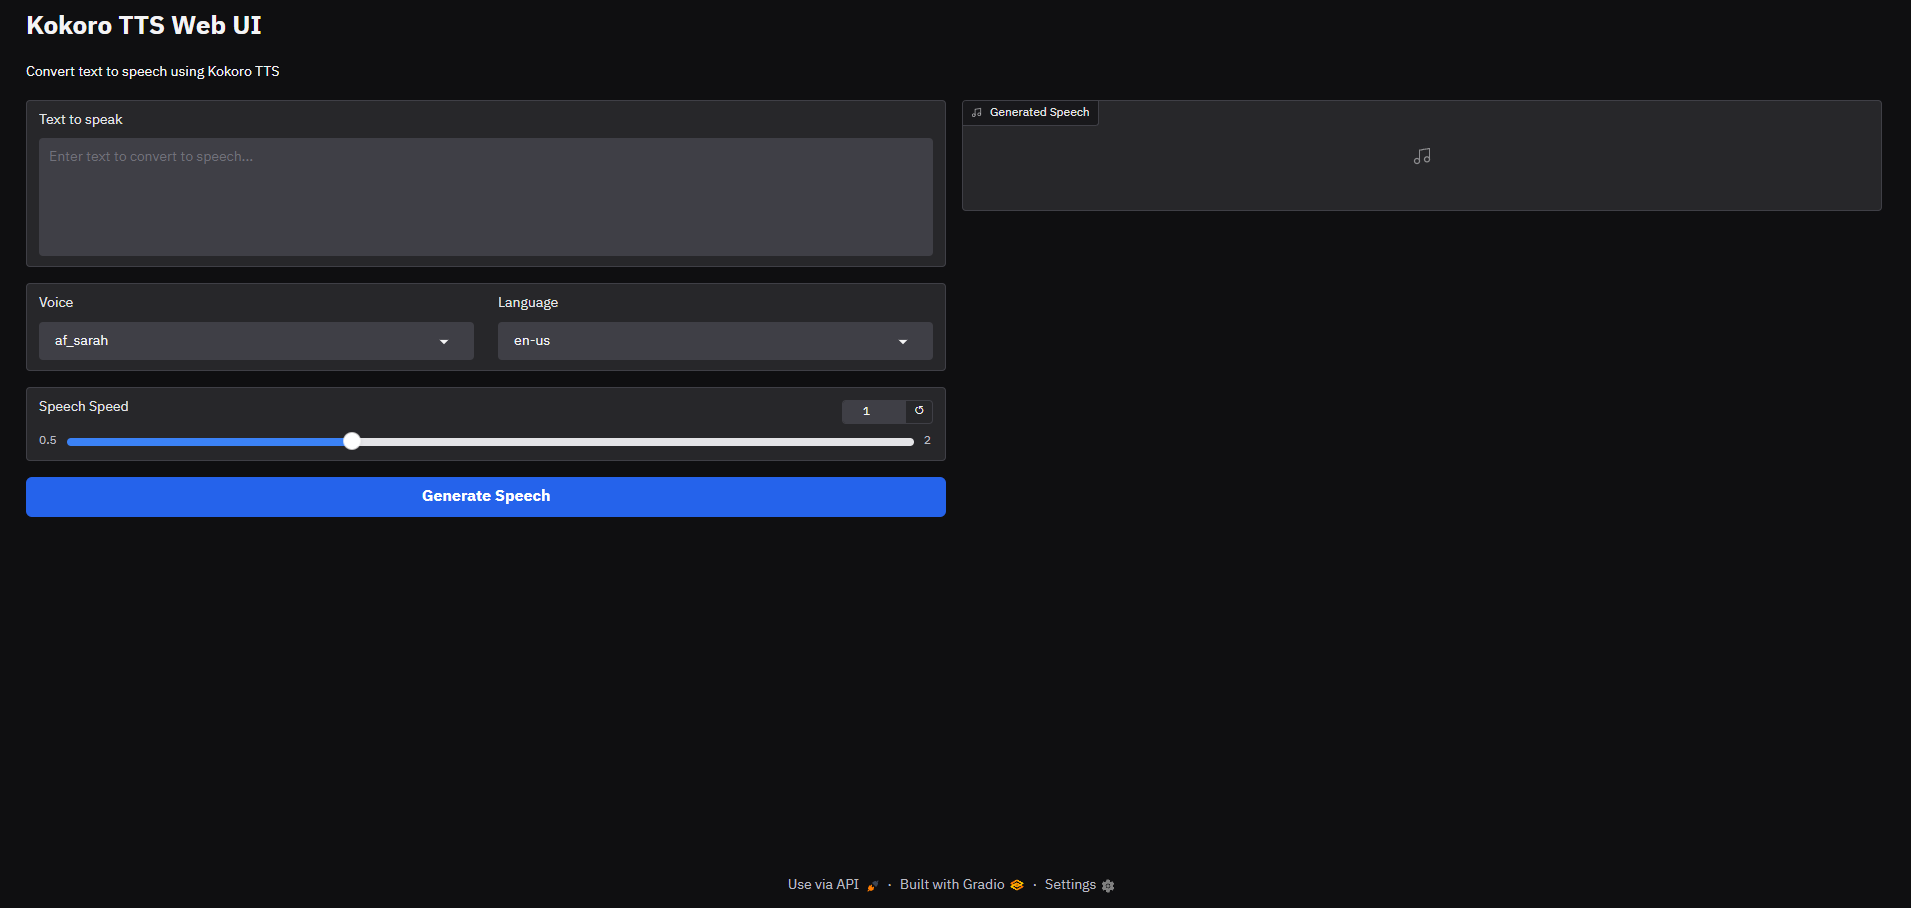 Kokoro TTS Web UI
Convert text to speech using Kokoro TTS
Text to speak
Enter text to convert to speech...
Voice
Language
af_sarah
en-us
Speech Speed
1
0.5
2
Generate Speech
Generated Speech
Use via API · Built with Gradio · Settings